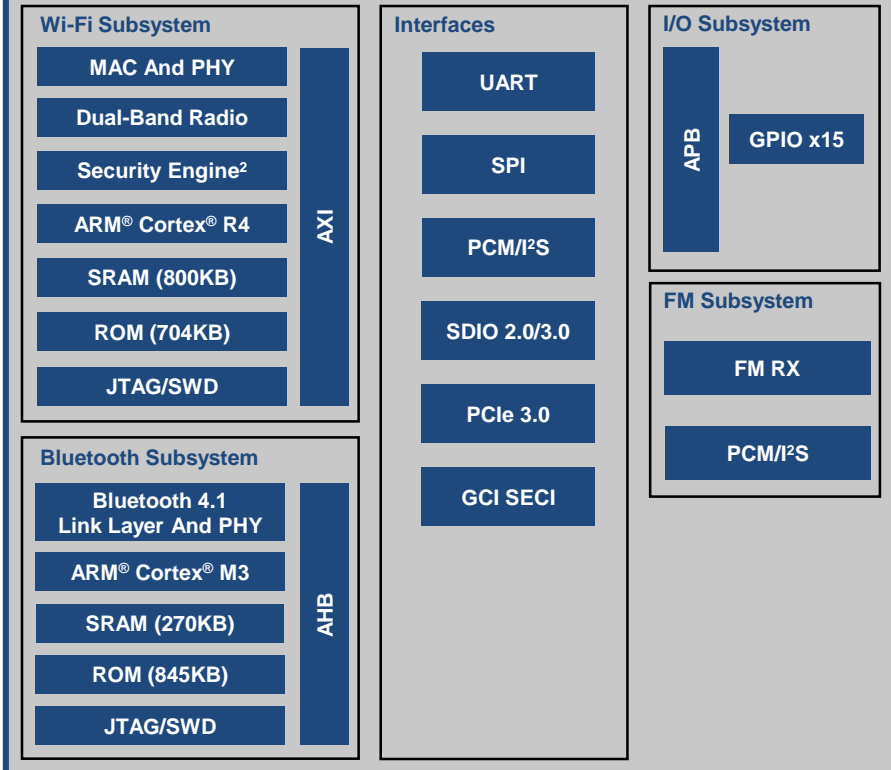 Wi-Fi Subsystem
MAC And PHY
Dual-Band Radio
Security Engine²
ARM® Cortex® R4
SRAM (800KB)
ROM (704KB)
JTAG/SWD
AXI
Bluetooth Subsystem
Bluetooth 4.1
Link Layer And PHY
ARM® Cortex® M3
SRAM (270KB)
ROM (845KB)
JTAG/SWD
AHB
Interfaces
UART
SPI
PCM/I²S
SDIO 2.0/3.0
PCIe 3.0
GCI SECI
I/O Subsystem
APB
GPIO x15
FM Subsystem
FM RX
PCM/I²S